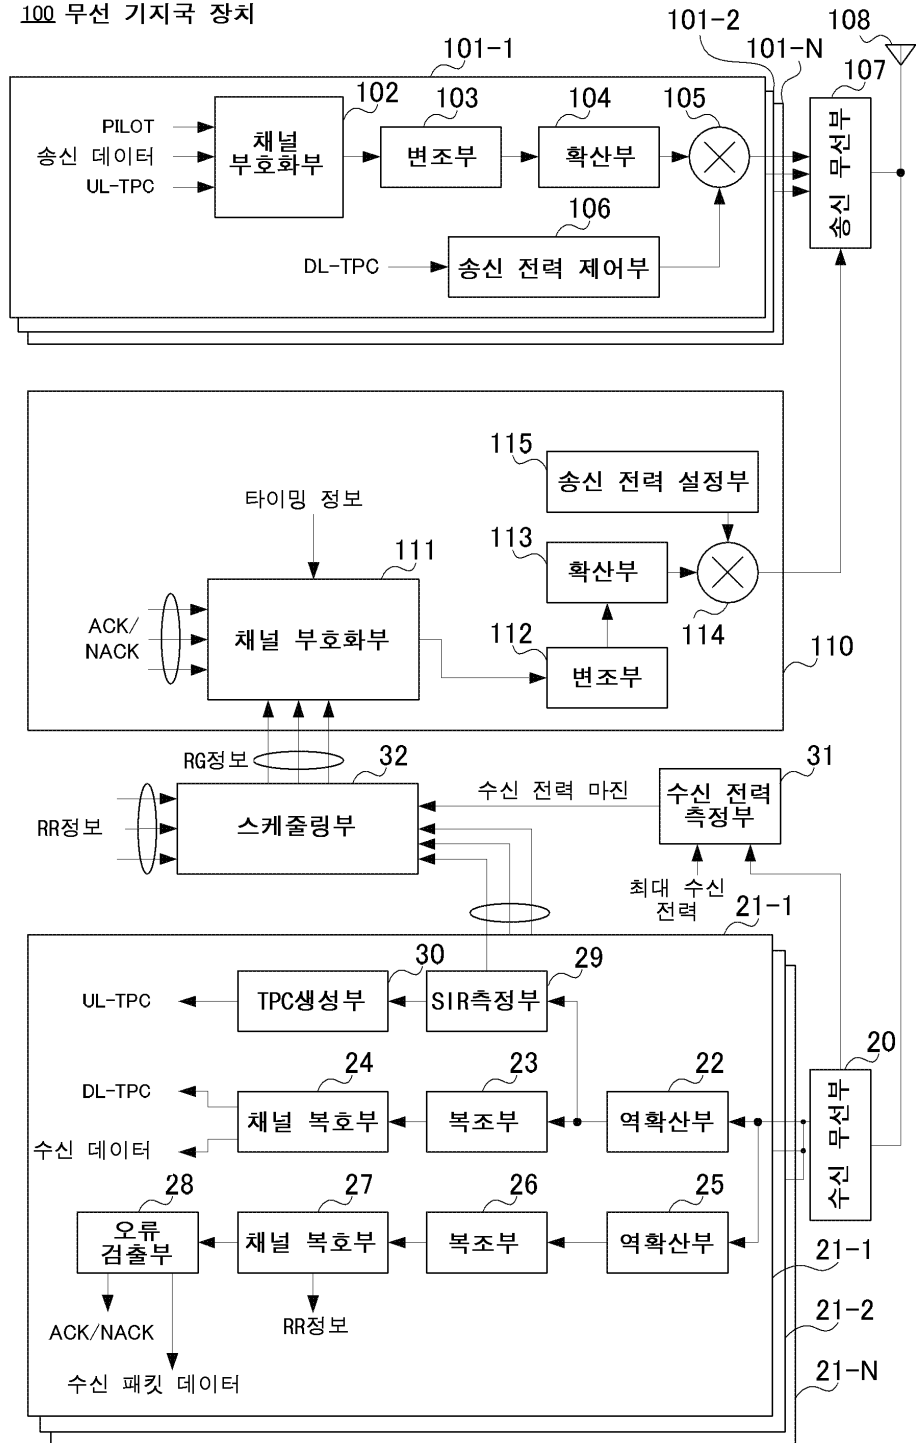 100 무선 기지국 장치
108
101-2
101-N
101-1
107
102
103
104
105
PILOT
송신 데이터
UL-TPC
채널
부호화부
변조부
확산부
송신 무선부
106
DL-TPC
송신 전력 제어부
115
송신 전력 설정부
타이밍 정보
111
113
확산부
ACK/
NACK
채널 부호화부
114
112
변조부
110
RG정보
32
31
RR정보
스케줄링부
수신 전력 마진
수신 전력
측정부
최대 수신
전력
21-1
30
29
UL-TPC
TPC생성부
SIR측정부
20
24
23
22
DL-TPC
수신 데이터
채널 복호부
복조부
역확산부
수신 무선부
28
27
26
25
오류
검출부
채널 복호부
복조부
역확산부
21-1
ACK/NACK
RR정보
21-2
수신 패킷 데이터
21-N